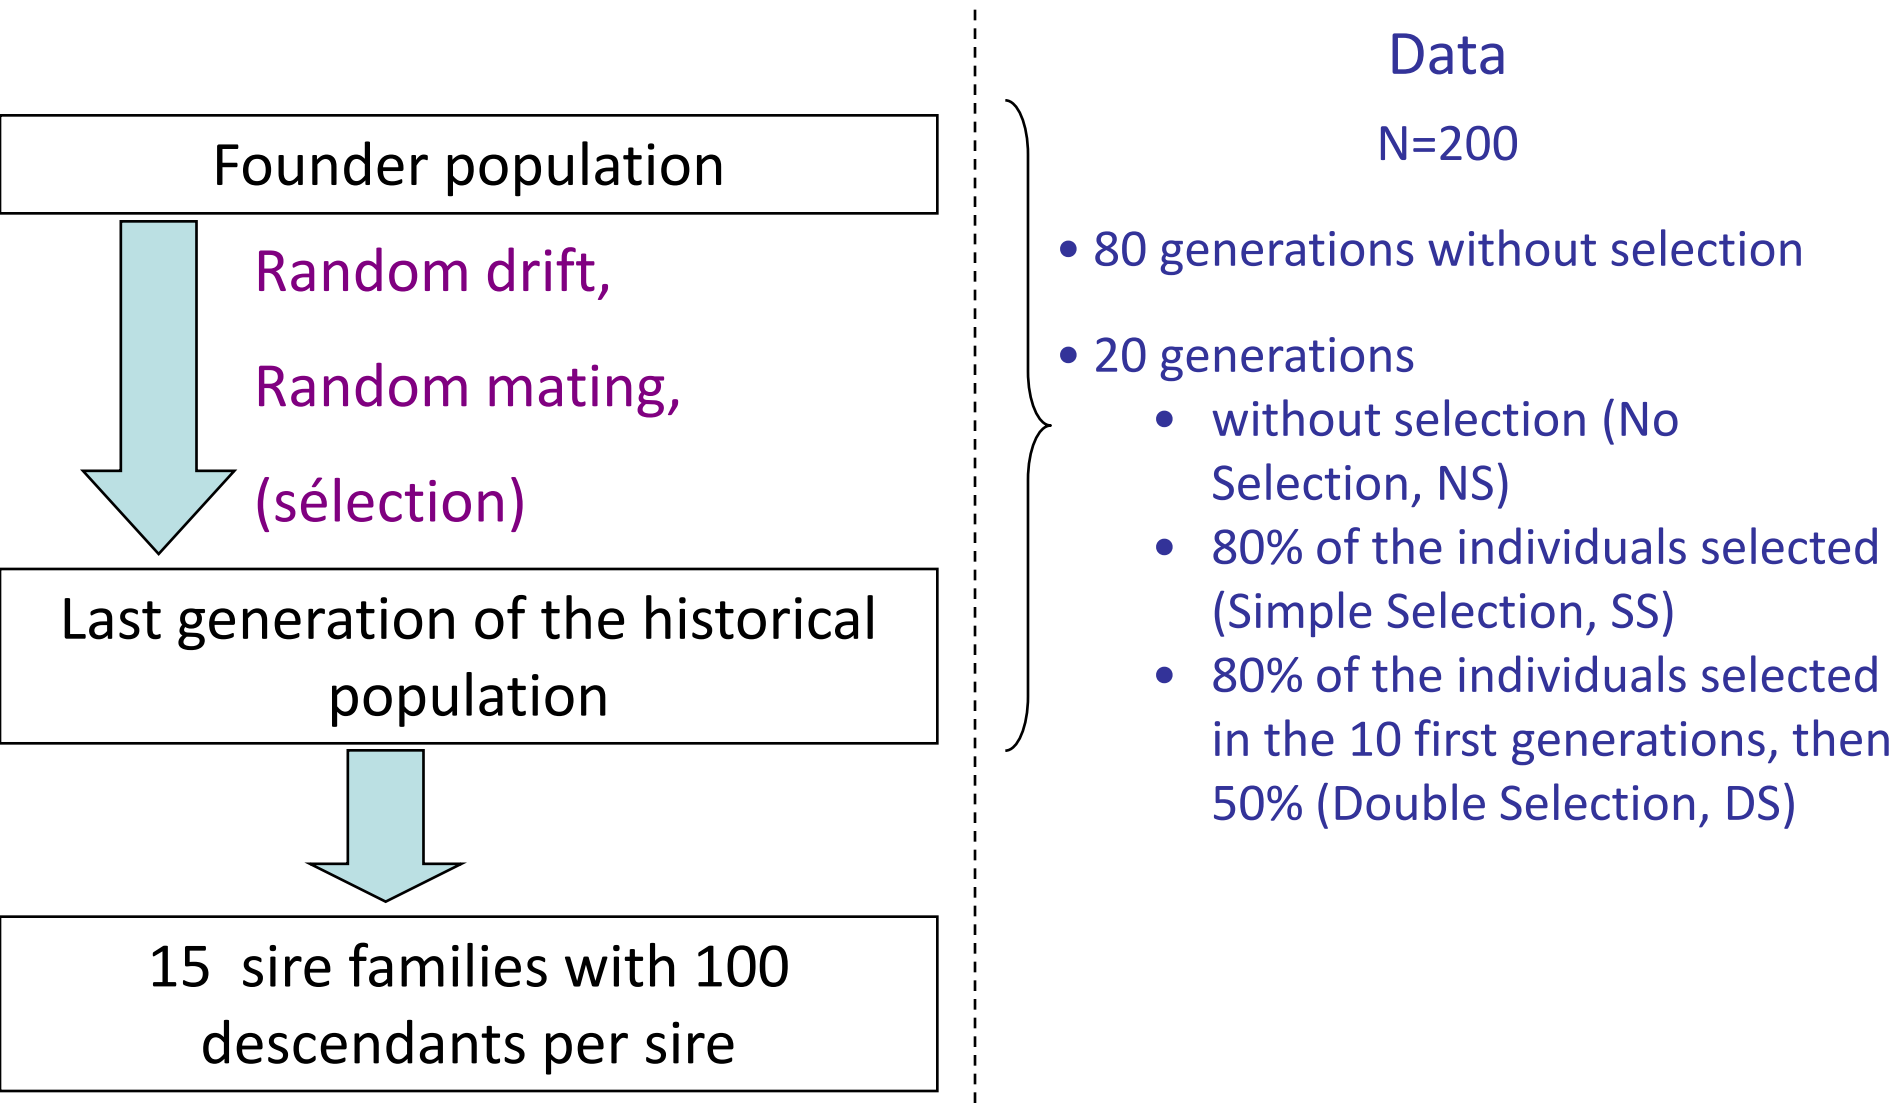 Founder population
Random drift,
Random mating,
(sélection)
Last generation of the historical
population
15 sire families with 100
descendants per sire
Data
N=200
• 80 generations without selection
• 20 generations
• without selection (No
Selection, NS)
• 80% of the individuals selected
(Simple Selection, SS)
• 80% of the individuals selected
in the 10 first generations, then
50% (Double Selection, DS)